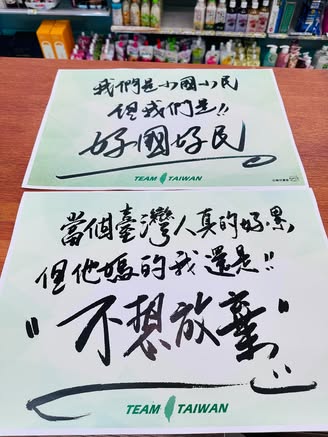 我們是小國小民
但我們是!!
好國好民
TEAM TAIWAN
當個臺灣人真的好累
但他媽的我還是!!
"不想放棄"
TEAM TAIWAN